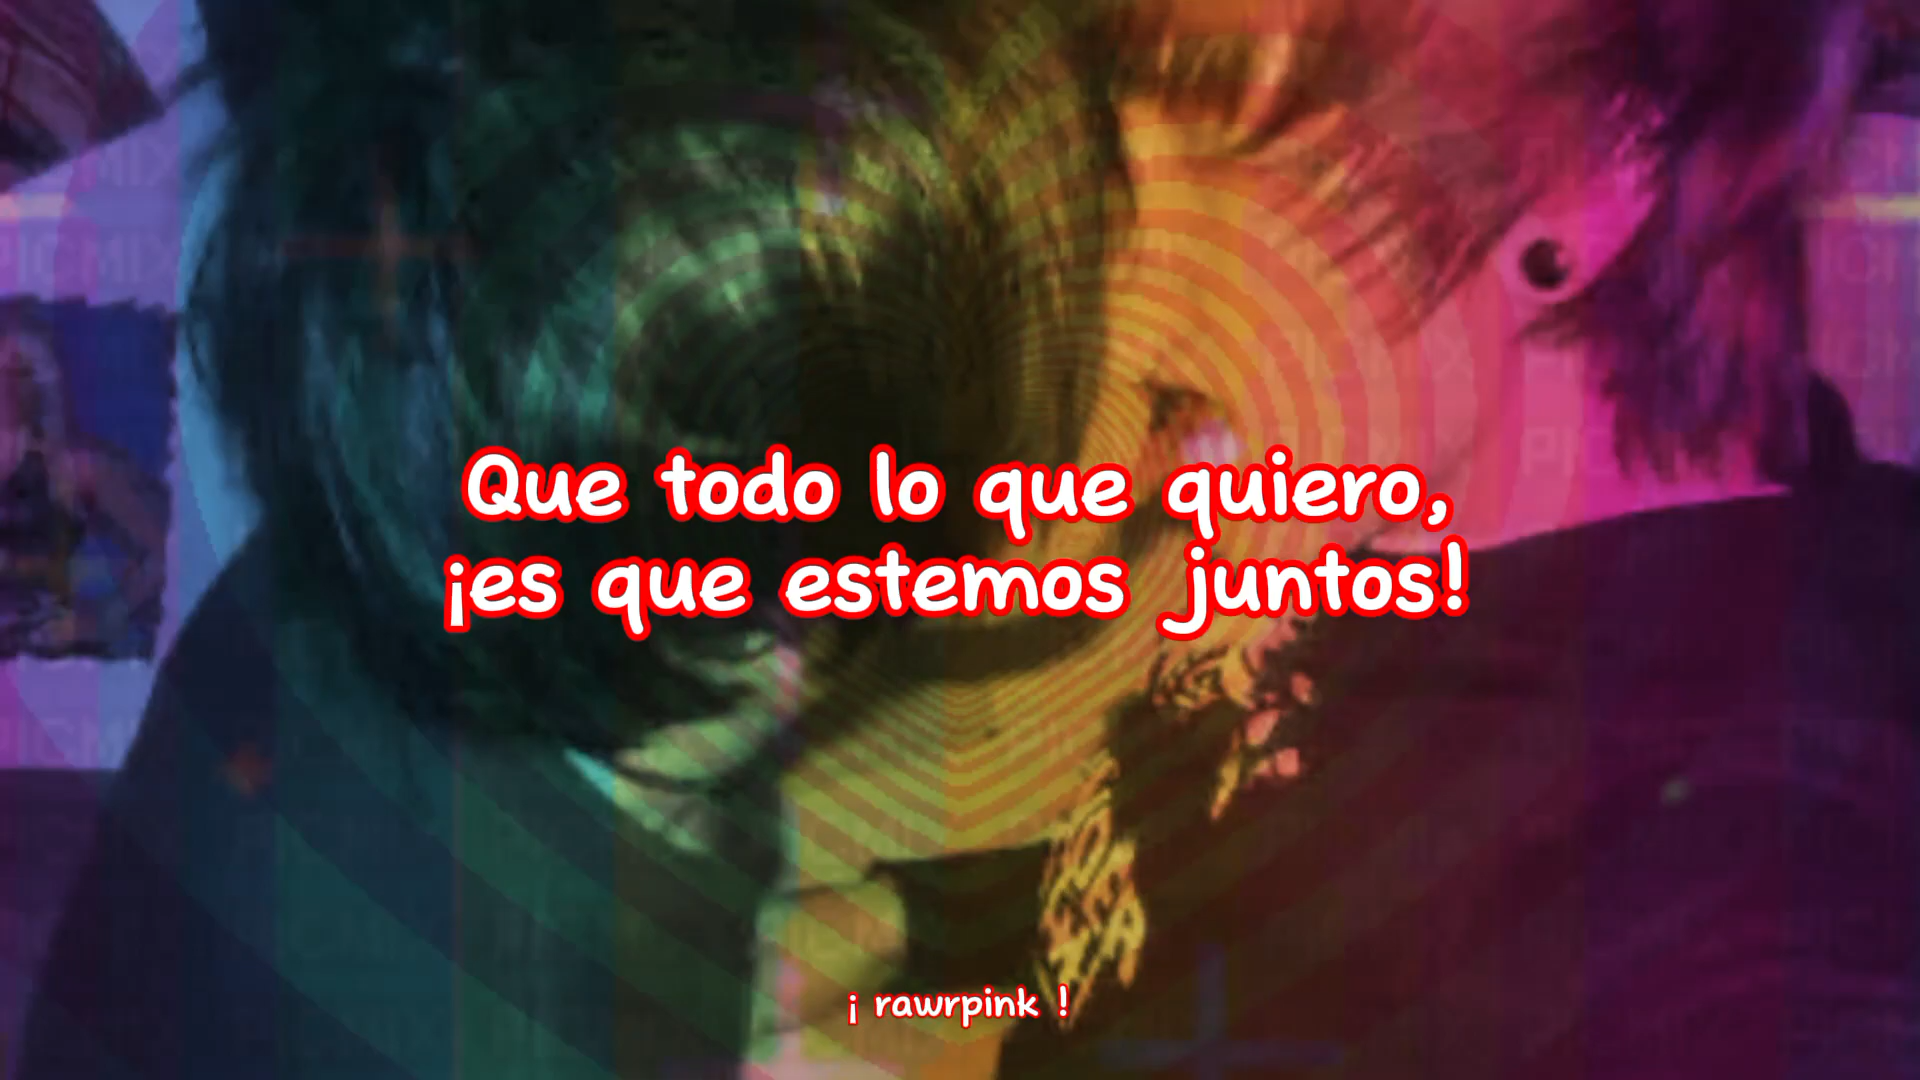 Que todo lo que quiero,
¡es que estemos juntos!
¡ rawrpink !